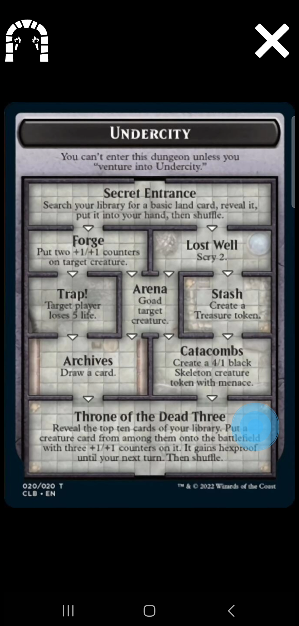 UNDERCITY
You can't enter this dungeon unless you
"venture into Undercity."
Secret Entrance
Search your library for a basic land card, reveal it,
put it into your hand, then shuffle.
Forge
Put two +1/+1 counters
on target creature.
Lost Well
Scry 2.
Trap!
Target player
loses 5 life.
Arena
Goad
target
creature.
Stash
Create a
Treasure token.
Archives
Draw a card.
Catacombs
Create a 4/1 black
Skeleton creature
token with menace.
Throne of the Dead Three
Reveal the top ten cards of your library. Put a
creature card from among them onto the battlefield
with three +1/+1 counters on it. It gains hexproof
until your next turn. Then shuffle.
020/020 T
CLB • EN
™ & © 2022 Wizards of the Coast